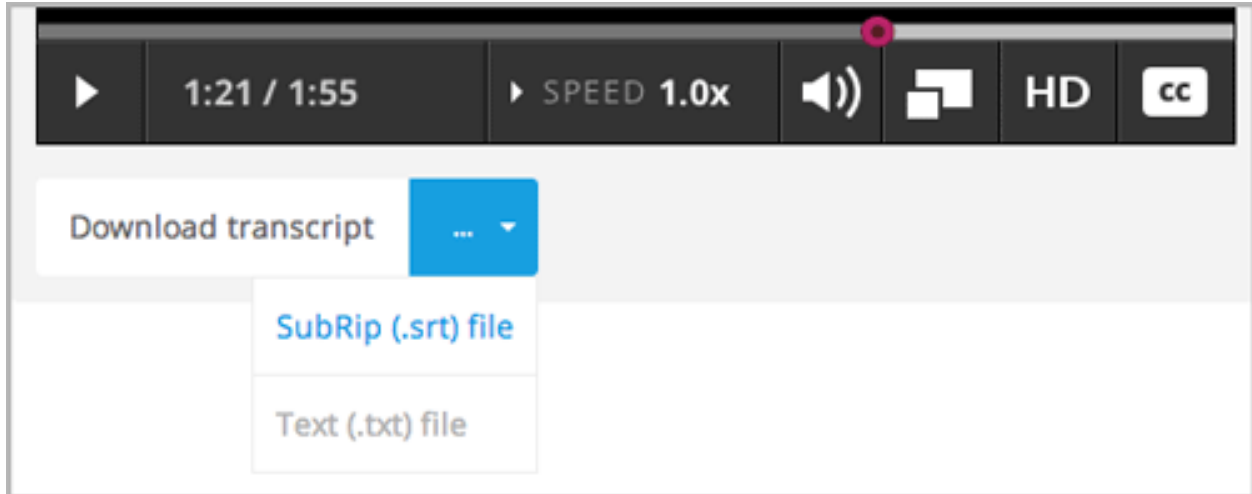 1:21 / 1:55 SPEED 1.0x HD CC
Download transcript ...
SubRip (.srt) file
Text (.txt) file